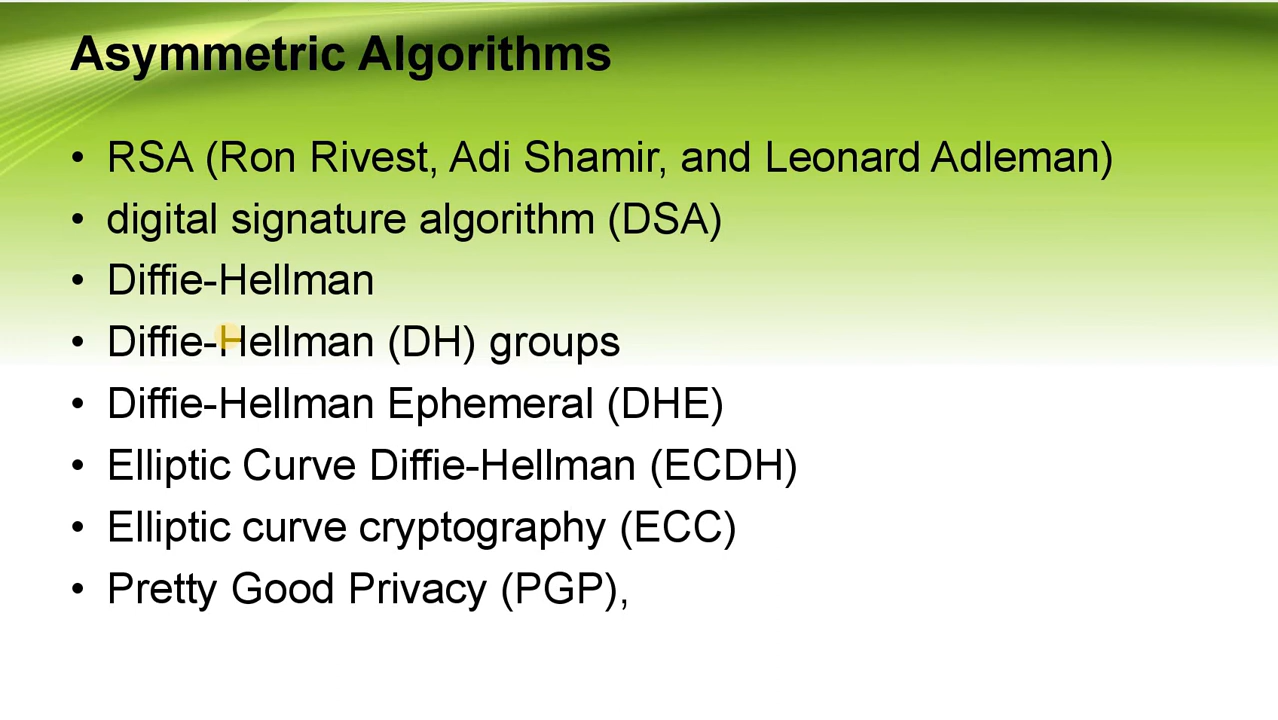 Asymmetric Algorithms
• RSA (Ron Rivest, Adi Shamir, and Leonard Adleman)
• digital signature algorithm (DSA)
• Diffie-Hellman
• Diffie-Hellman (DH) groups
• Diffie-Hellman Ephemeral (DHE)
• Elliptic Curve Diffie-Hellman (ECDH)
• Elliptic curve cryptography (ECC)
• Pretty Good Privacy (PGP),